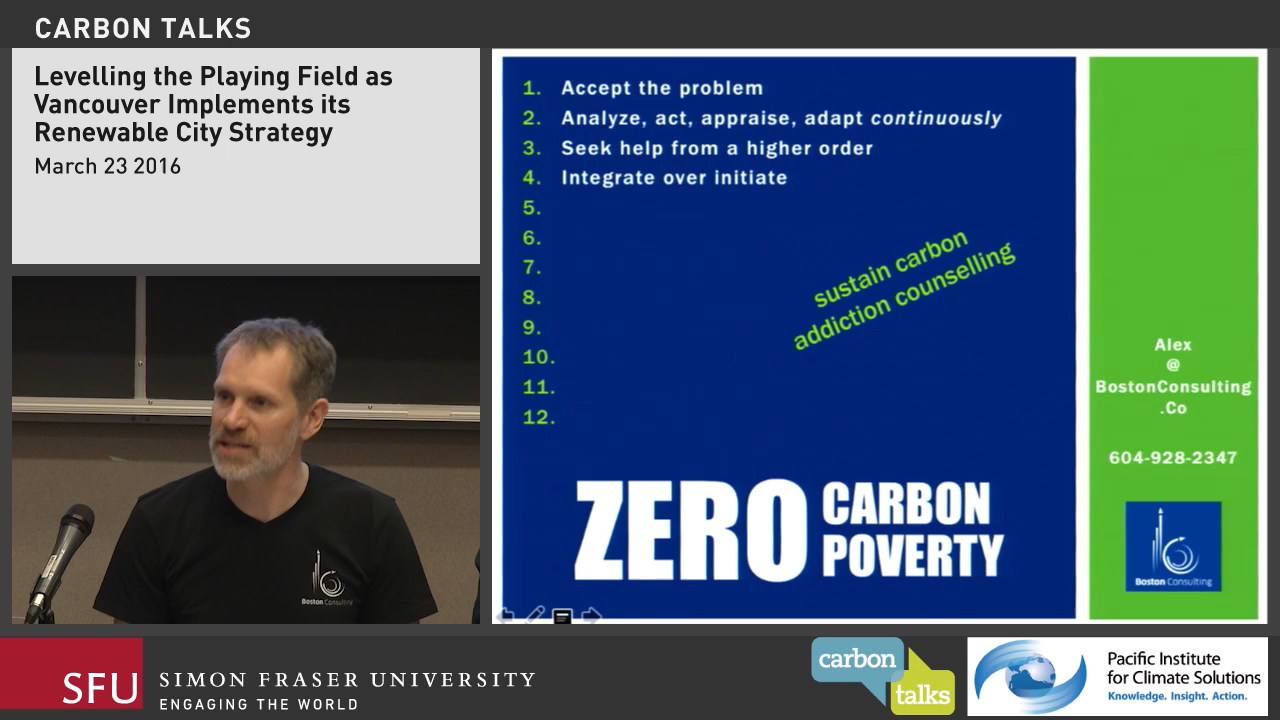 CARBON TALKS
Levelling the Playing Field as
Vancouver Implements its
Renewable City Strategy
March 23 2016
1. Accept the problem
2. Analyze, act, appraise, adapt continuously
3. Seek help from a higher order
4. Integrate over initiate
5.
6.
7.
8.
9.
10.
11.
12.
sustain carbon
addiction counselling
ZERO CARBON
POVERTY
Alex
@
BostonConsulting
.Co
604-928-2347
Boston Consulting
Boston Consulting
SFU SIMON FRASER UNIVERSITY
ENGAGING THE WORLD
carbon
talks
Pacific Institute
for Climate Solutions
Knowledge. Insight. Action.